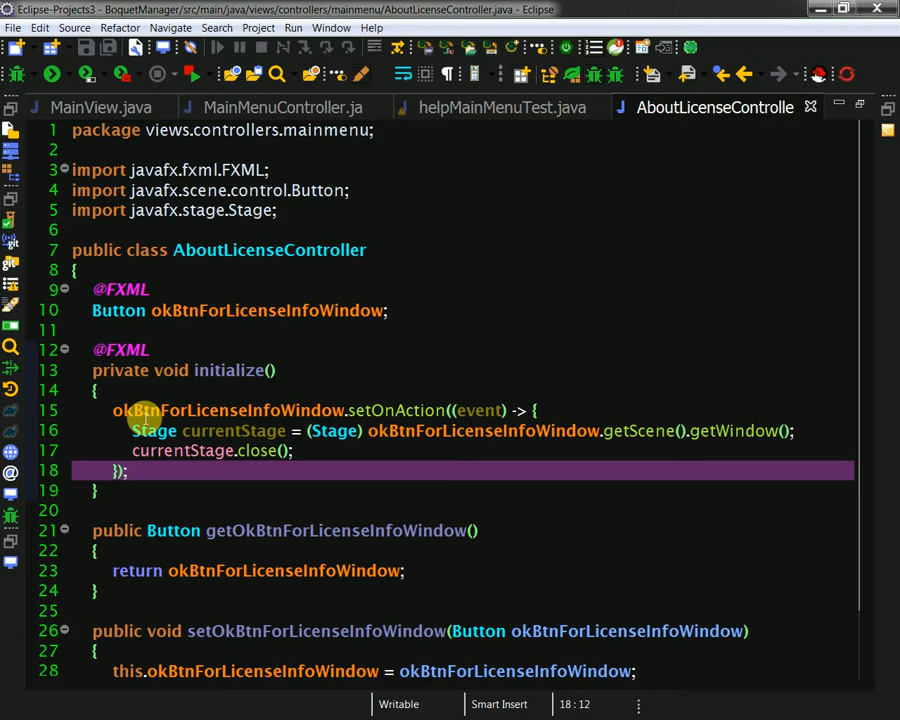 Eclipse-Projects3 - BoquetManager/src/main/java/views/controllers/mainmenu/AboutLicenseController.java - Eclipse
File Edit Source Refactor Navigate Search Project Run Window Help
MainView.java MainMenuController.ja helpMainMenuTest.java AboutLicenseControlle
1 package views.controllers.mainmenu;
2
3 import javafx.fxml.FXML;
4 import javafx.scene.control.Button;
5 import javafx.stage.Stage;
6
7 public class AboutLicenseController
8 {
9 @FXML
10 Button okBtnForLicenseInfoWindow;
11
12 @FXML
13 private void initialize()
14 {
15 okBtnForLicenseInfoWindow.setOnAction((event) -> {
16 Stage currentStage = (Stage) okBtnForLicenseInfoWindow.getScene().getWindow();
17 currentStage.close();
18 });
19 }
20
21 public Button getOkBtnForLicenseInfoWindow()
22 {
23 return okBtnForLicenseInfoWindow;
24 }
25
26 public void setOkBtnForLicenseInfoWindow(Button okBtnForLicenseInfoWindow)
27 {
28 this.okBtnForLicenseInfoWindow = okBtnForLicenseInfoWindow;
Writable Smart Insert 18 : 12